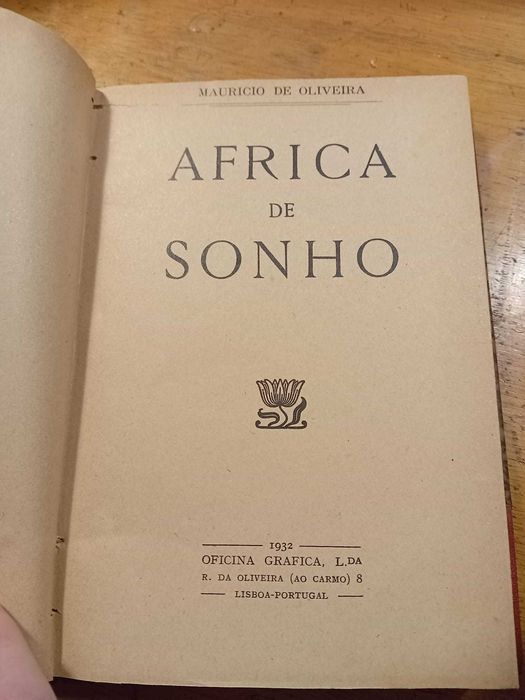 MAURICIO DE OLIVEIRA
AFRICA
DE
SONHO
1932
OFICINA GRAFICA, L.DA
R. DA OLIVEIRA (AO CARMO) 8
LISBOA-PORTUGAL